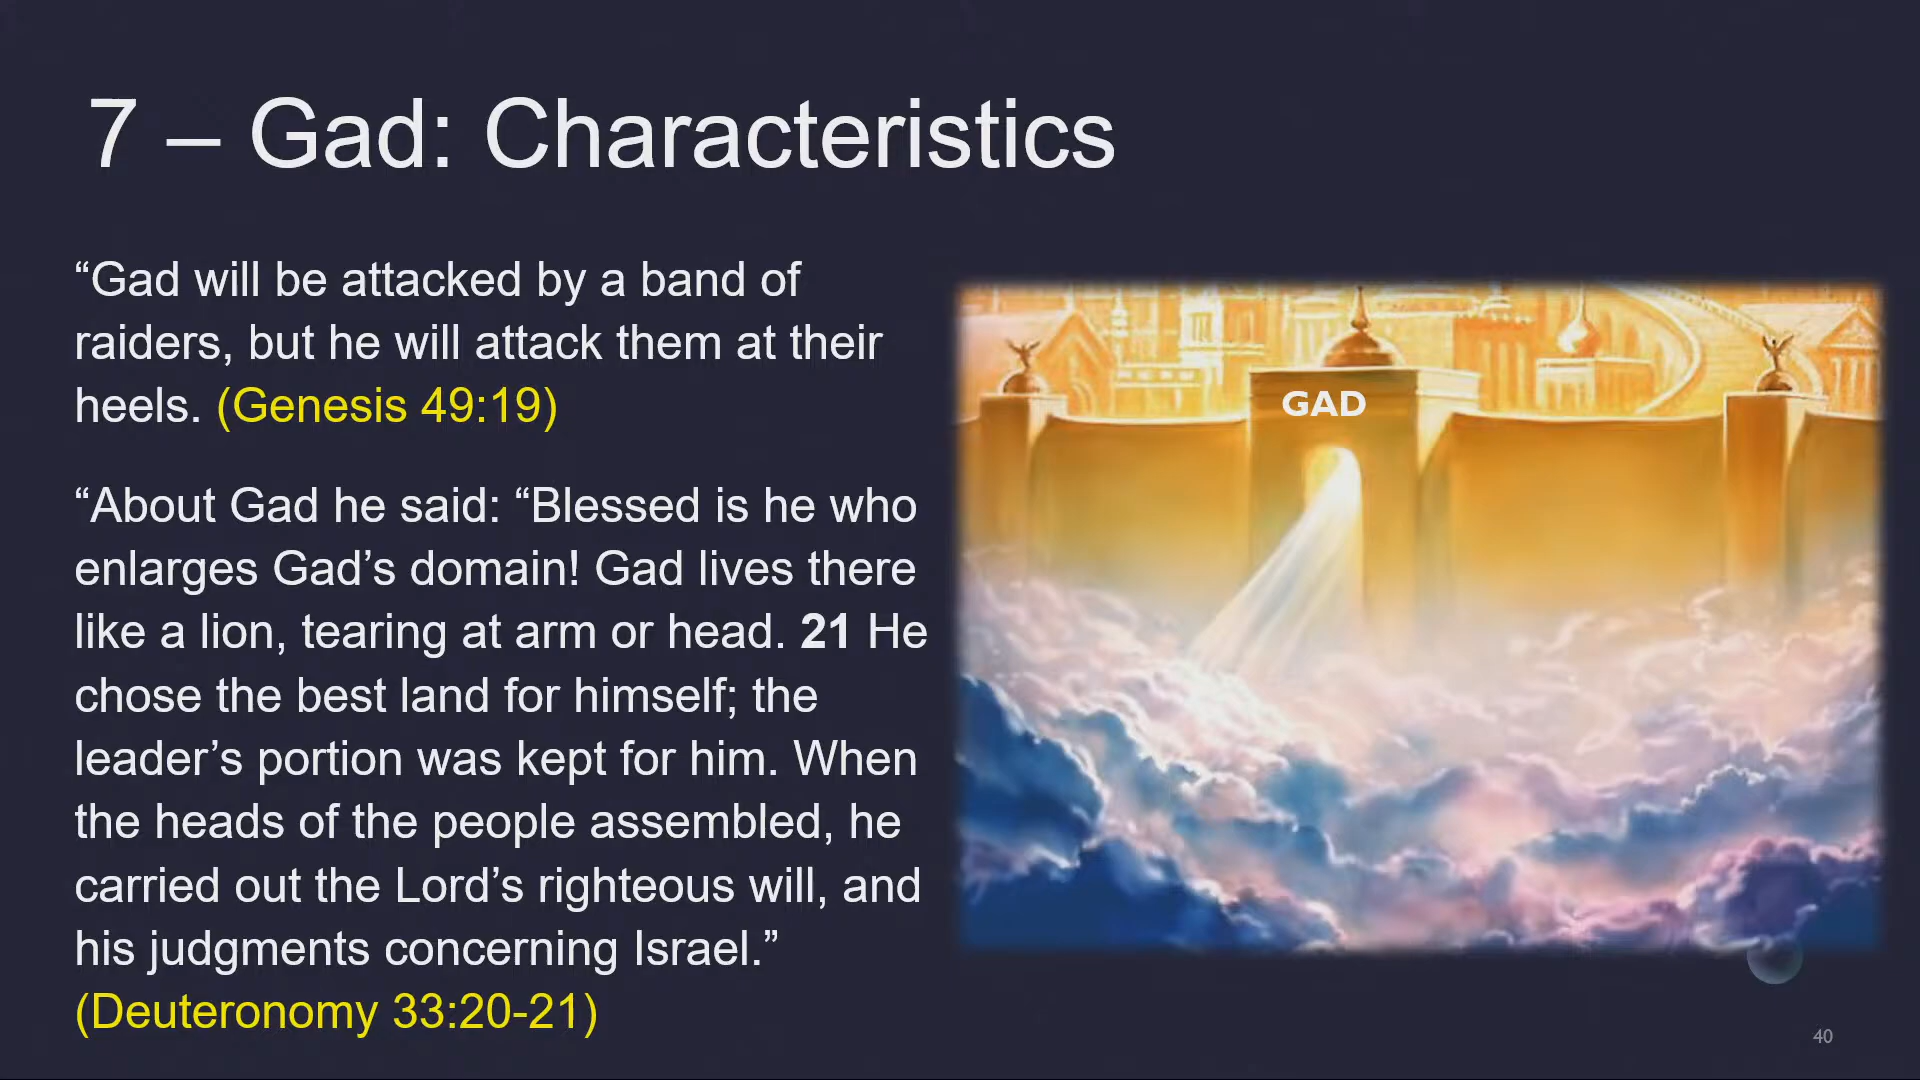 7 – Gad: Characteristics
“Gad will be attacked by a band of
raiders, but he will attack them at their
heels. (Genesis 49:19)
“About Gad he said: “Blessed is he who
enlarges Gad’s domain! Gad lives there
like a lion, tearing at arm or head. 21 He
chose the best land for himself; the
leader’s portion was kept for him. When
the heads of the people assembled, he
carried out the Lord’s righteous will, and
his judgments concerning Israel.”
(Deuteronomy 33:20-21)
GAD
40